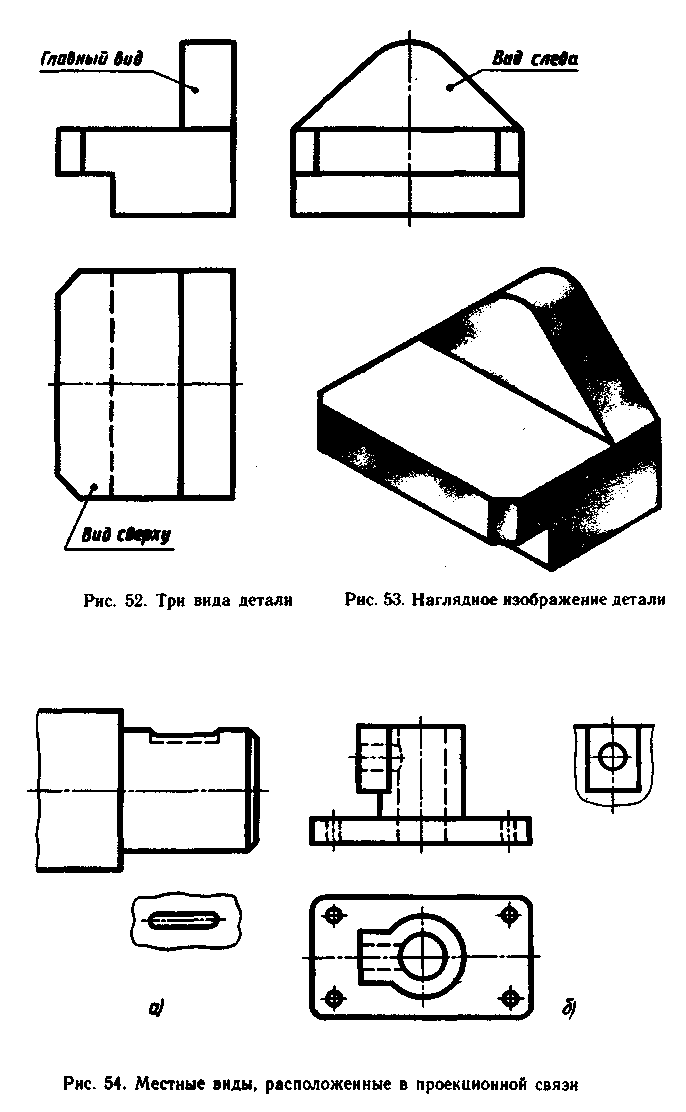 Главный вид
Вид слева
Вид сверху
Рис. 52. Три вида детали
Рис. 53. Наглядное изображение детали
а)
б)
Рис. 54. Местные виды, расположенные в проекционной связи